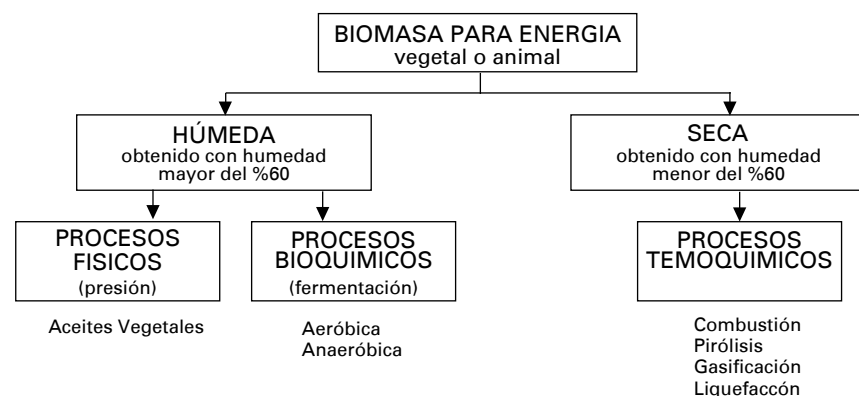 BIOMASA PARA ENERGIA
vegetal o animal
HÚMEDA
obtenido con humedad
mayor del %60
SECA
obtenido con humedad
menor del %60
PROCESOS
FISICOS
(presión)
PROCESOS
BIOQUIMICOS
(fermentación)
PROCESOS
TEMOQUIMICOS
Aceites Vegetales
Aeróbica
Anaeróbica
Combustión
Pirólisis
Gasificación
Liquefaccón